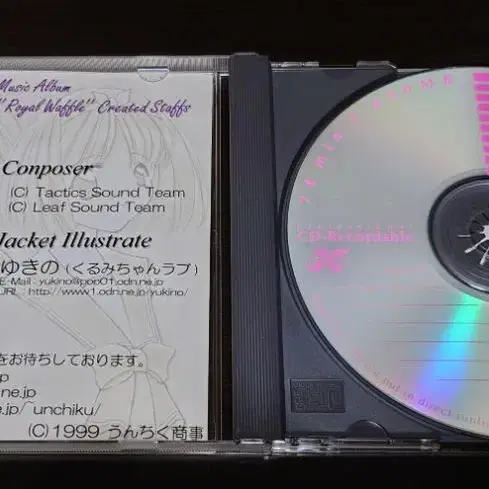 Music Album
"Royal Waffle" Created Staffs
Conposer
(C) Tactics Sound Team
(C) Leaf Sound Team
Jacket Illustrate
ゆきの(くるみちゃんラブ)
E-Mail : yukino@pop01.odn.ne.jp
URL : http://www1.odn.ne.jp/yukino/
をお待ちしております。
.ne.jp
e.jp/~unchiku/
(C) 1999 うんちく商事
74min
CD-Recordable